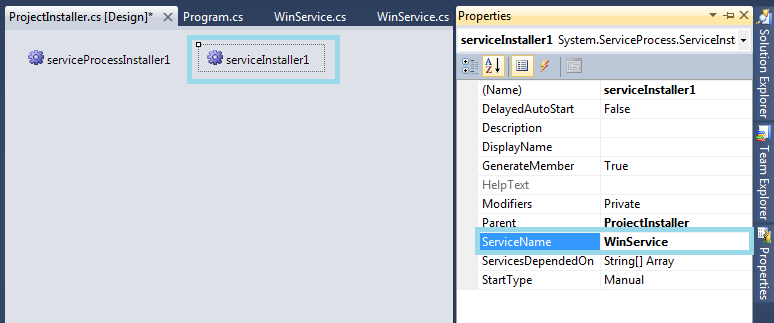 ProjectInstaller.cs [Design]* × Program.cs WinService.cs WinService.cs
serviceProcessInstaller1
serviceInstaller1
Properties
serviceInstaller1 System.ServiceProcess.ServiceInst
(Name) serviceInstaller1
DelayedAutoStart False
Description
DisplayName
GenerateMember True
HelpText
Modifiers Private
Parent ProjectInstaller
ServiceName WinService
ServicesDependedOn String[] Array
StartType Manual
Solution Explorer
Team Explorer
Properties